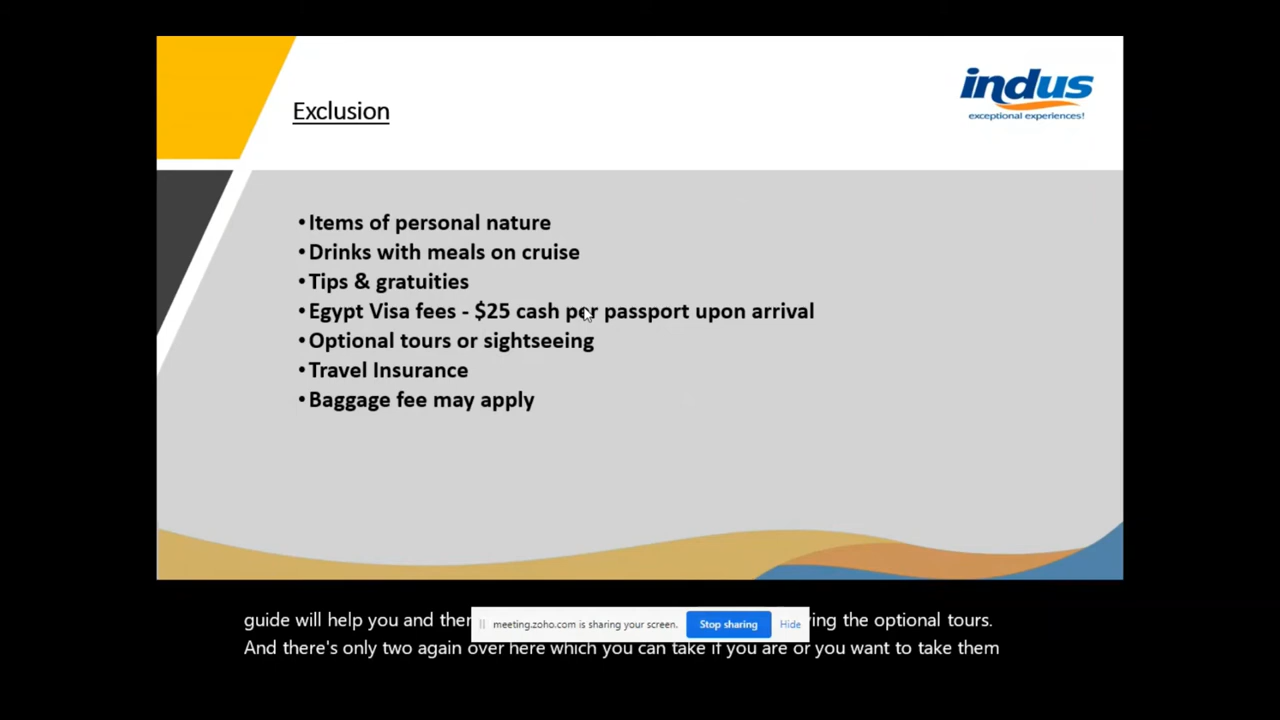 indus
exceptional experiences!
Exclusion
•Items of personal nature
•Drinks with meals on cruise
•Tips & gratuities
•Egypt Visa fees - $25 cash per passport upon arrival
•Optional tours or sightseeing
•Travel Insurance
•Baggage fee may apply
guide will help you and the the optional tours.
meeting.zoho.com is sharing your screen. Stop sharing Hide
And there's only two again over here which you can take if you are or you want to take them